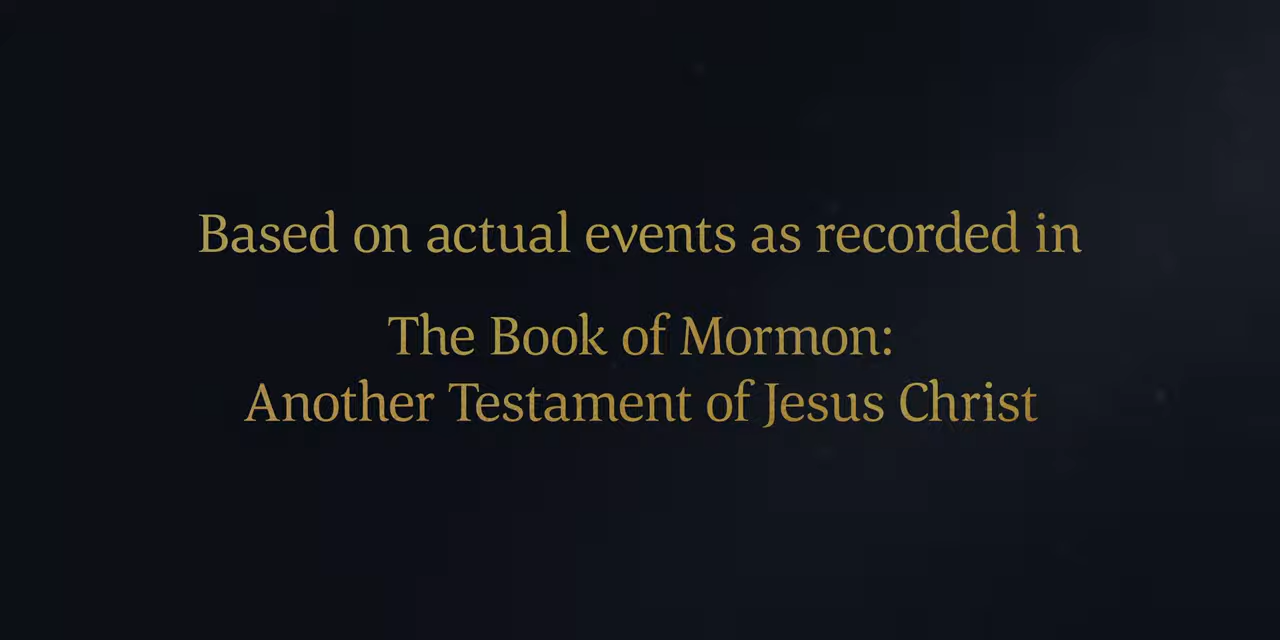 Based on actual events as recorded in
The Book of Mormon:
Another Testament of Jesus Christ